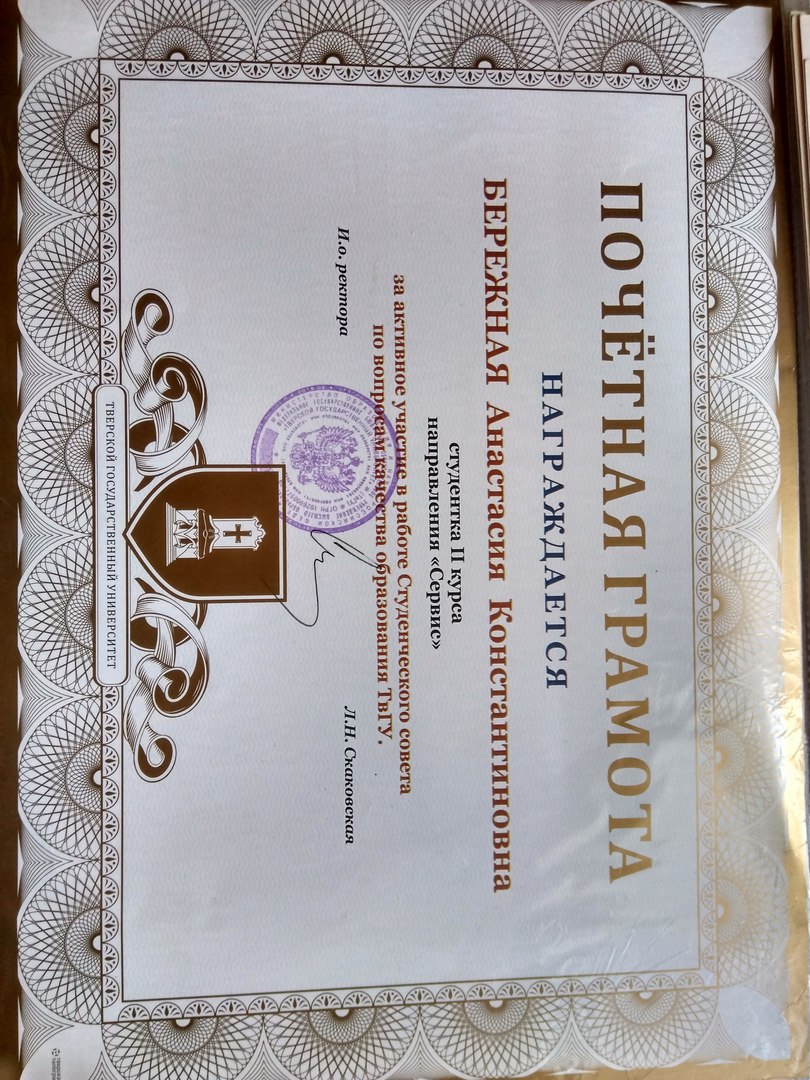 ПОЧЁТНАЯ ГРАМОТА
НАГРАЖДАЕТСЯ
БЕРЕЖНАЯ Анастасия Константиновна
студентка II курса
направления «Сервис»
за активное участие в работе Студенческого совета
по вопросам качества образования ТвГУ.
И.о. ректора
Л.Н. Скаковская
ТВЕРСКОЙ ГОСУДАРСТВЕННЫЙ УНИВЕРСИТЕТ